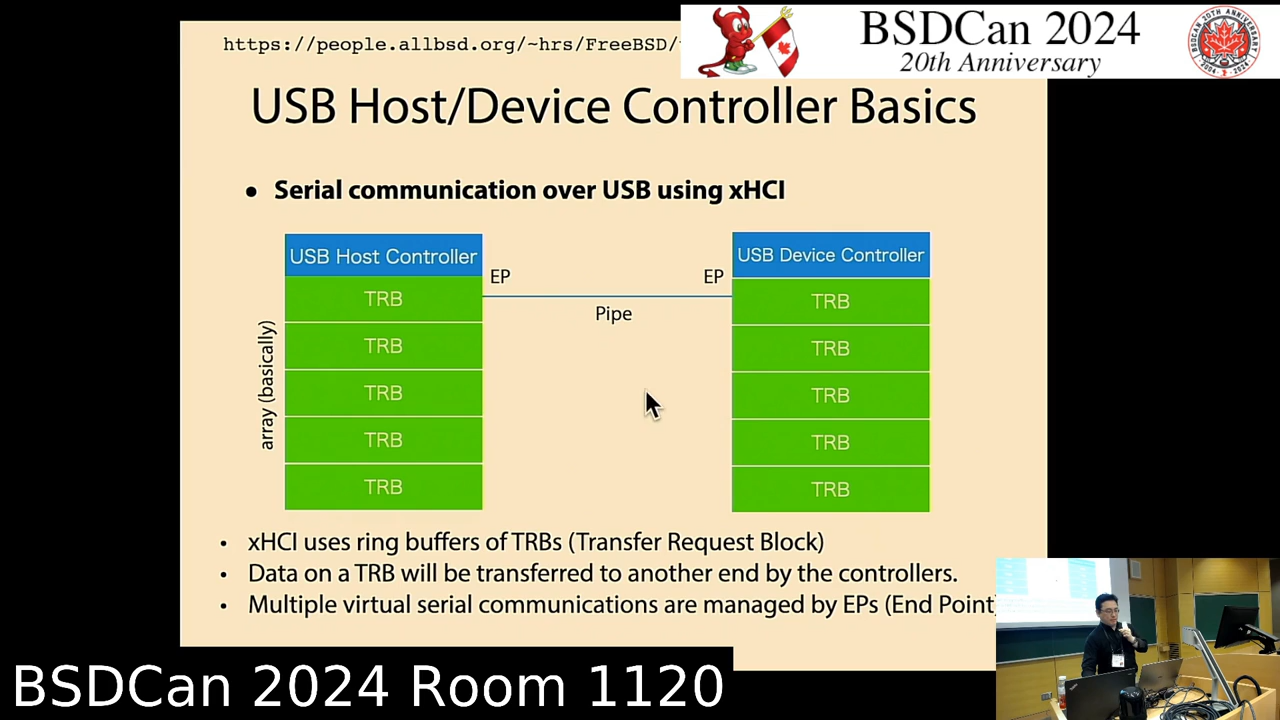 https://people.allbsd.org/~hrs/FreeBSD/
BSDCan 2024
20th Anniversary
USB Host/Device Controller Basics
• Serial communication over USB using xHCI
USB Host Controller
USB Device Controller
EP
EP
Pipe
array (basically)
TRB
TRB
TRB
TRB
TRB
TRB
TRB
TRB
TRB
TRB
• xHCI uses ring buffers of TRBs (Transfer Request Block)
• Data on a TRB will be transferred to another end by the controllers.
• Multiple virtual serial communications are managed by EPs (End Point
BSDCan 2024 Room 1120